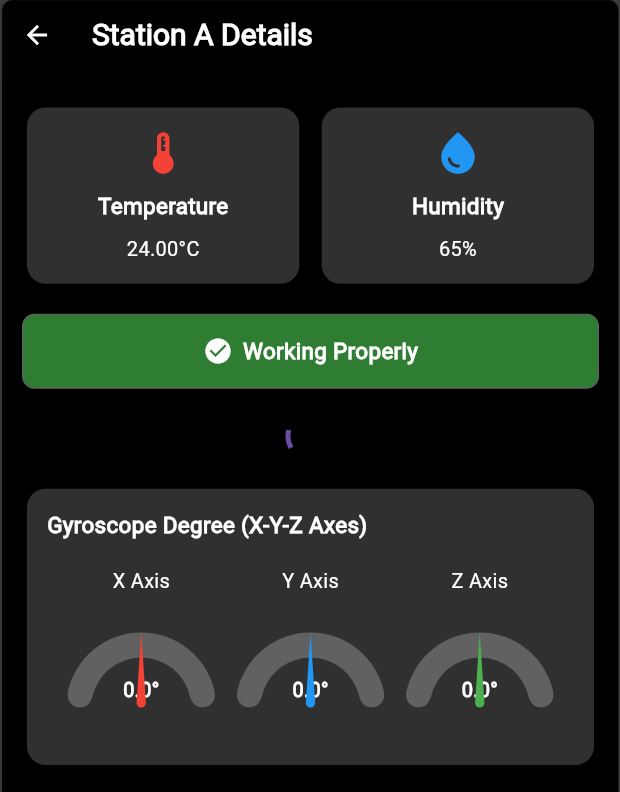 Station A Details
Temperature
Humidity
24.00°C
65%
Working Properly
Gyroscope Degree (X-Y-Z Axes)
X Axis
Y Axis
Z Axis
0.0°
0.0°
0.0°